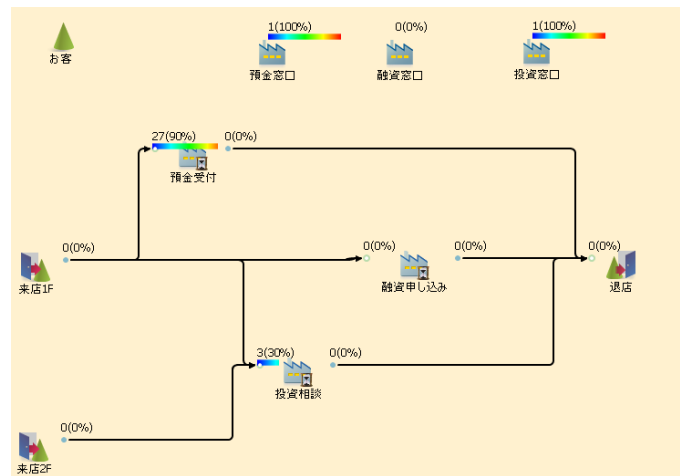 1(100%)
0(0%)
1(100%)
お客
預金窓口
融資窓口
投資窓口
27(90%)
0(0%)
預金受付
0(0%)
0(0%)
0(0%)
0(0%)
来店1F
融資申し込み
退店
3(30%)
0(0%)
投資相談
0(0%)
来店2F